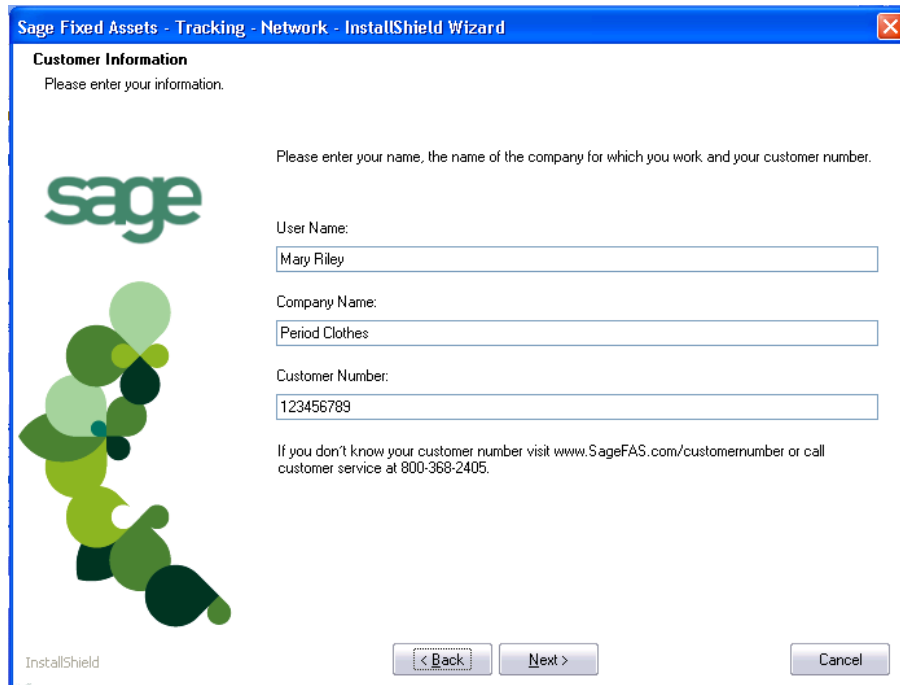 Sage Fixed Assets - Tracking - Network - InstallShield Wizard
Customer Information
Please enter your information.
Please enter your name, the name of the company for which you work and your customer number.
sage
User Name:
Mary Riley
Company Name:
Period Clothes
Customer Number:
123456789
If you don't know your customer number visit www.SageFAS.com/customernumber or call
customer service at 800-368-2405.
InstallShield
< Back
Next >
Cancel